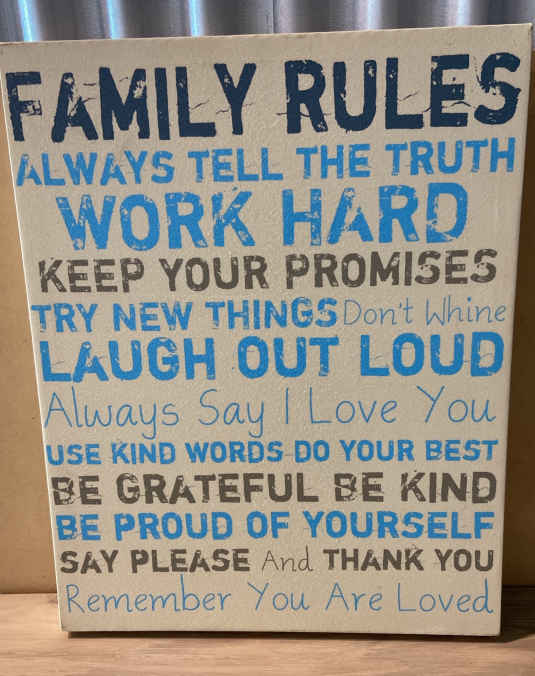 FAMILY RULES
ALWAYS TELL THE TRUTH
WORK HARD
KEEP YOUR PROMISES
TRY NEW THINGS Don't Whine
LAUGH OUT LOUD
Always Say I Love You
USE KIND WORDS DO YOUR BEST
BE GRATEFUL BE KIND
BE PROUD OF YOURSELF
SAY PLEASE And THANK YOU
Remember You Are Loved